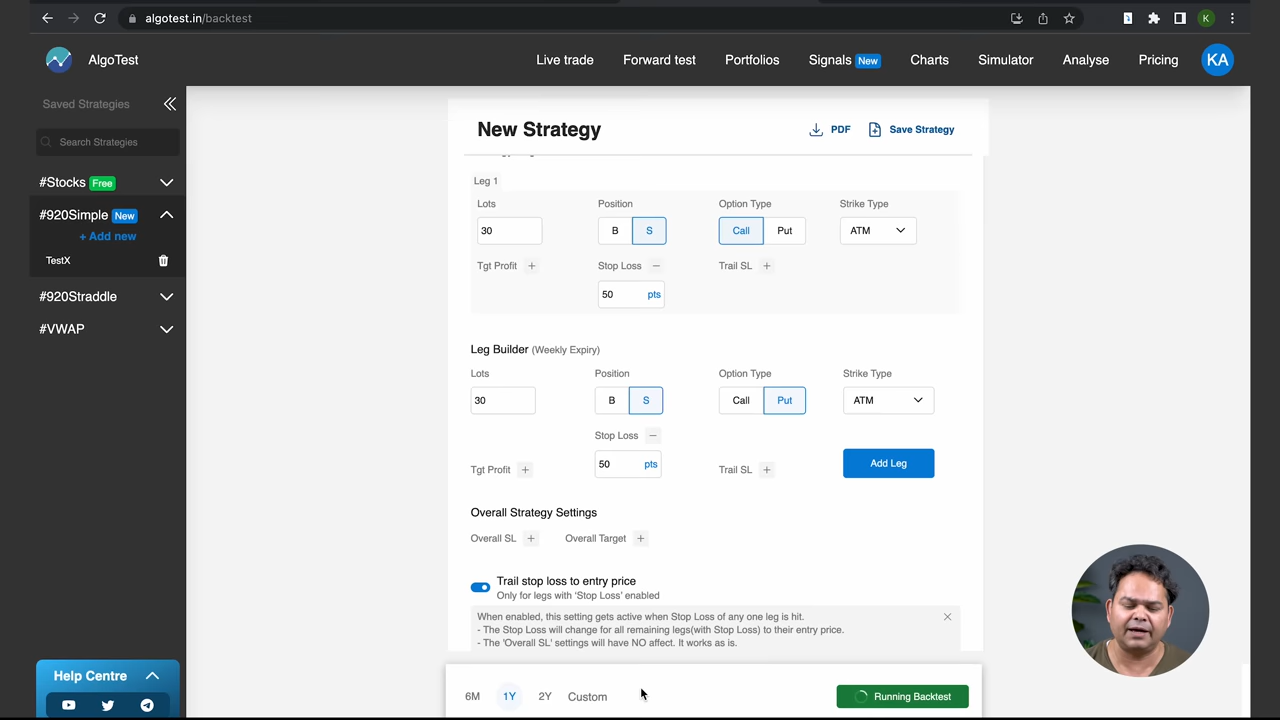 algotest.in/backtest
K
AlgoTest
Live trade
Forward test
Portfolios
Signals New
Charts
Simulator
Analyse
Pricing
KA
Saved Strategies
Search Strategies
#Stocks Free
#920Simple New
+ Add new
TestX
#920Straddle
#VWAP
Help Centre
New Strategy
PDF
Save Strategy
Leg 1
Lots
Position
Option Type
Strike Type
30
B
S
Call
Put
ATM
Tgt Profit +
Stop Loss −
Trail SL +
50 pts
Leg Builder (Weekly Expiry)
Lots
Position
Option Type
Strike Type
30
B
S
Call
Put
ATM
Stop Loss −
Tgt Profit +
50 pts
Trail SL +
Add Leg
Overall Strategy Settings
Overall SL +
Overall Target +
Trail stop loss to entry price
Only for legs with 'Stop Loss' enabled
When enabled, this setting gets active when Stop Loss of any one leg is hit.
- The Stop Loss will change for all remaining legs(with Stop Loss) to their entry price.
- The 'Overall SL' settings will have NO affect. It works as is.
6M
1Y
2Y
Custom
Running Backtest